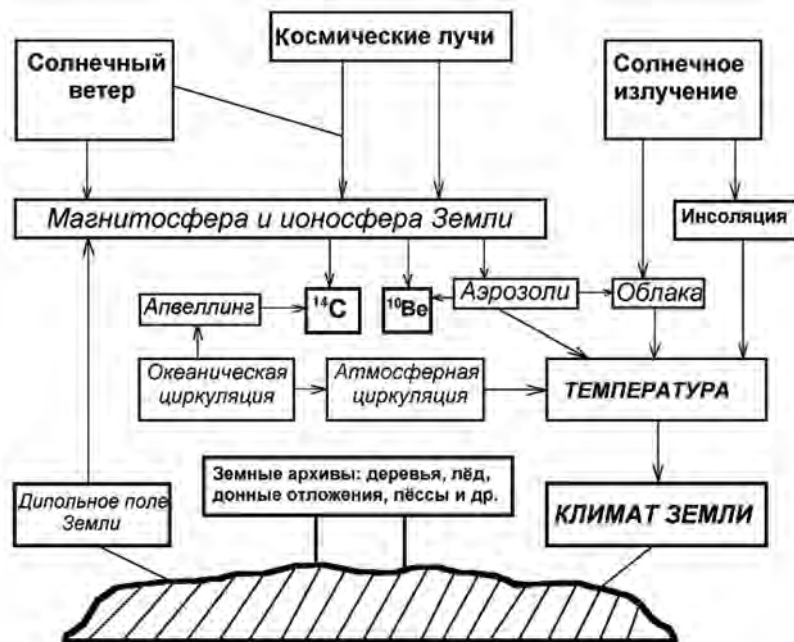 Солнечный
ветер
Космические лучи
Солнечное
излучение
Магнитосфера и ионосфера Земли
Инсоляция
Апвеллинг
¹⁴C
¹⁰Be
Аэрозоли
Облака
Океаническая
циркуляция
Атмосферная
циркуляция
ТЕМПЕРАТУРА
Дипольное поле
Земли
Земные архивы: деревья, лёд,
донные отложения, лёссы и др.
КЛИМАТ ЗЕМЛИ